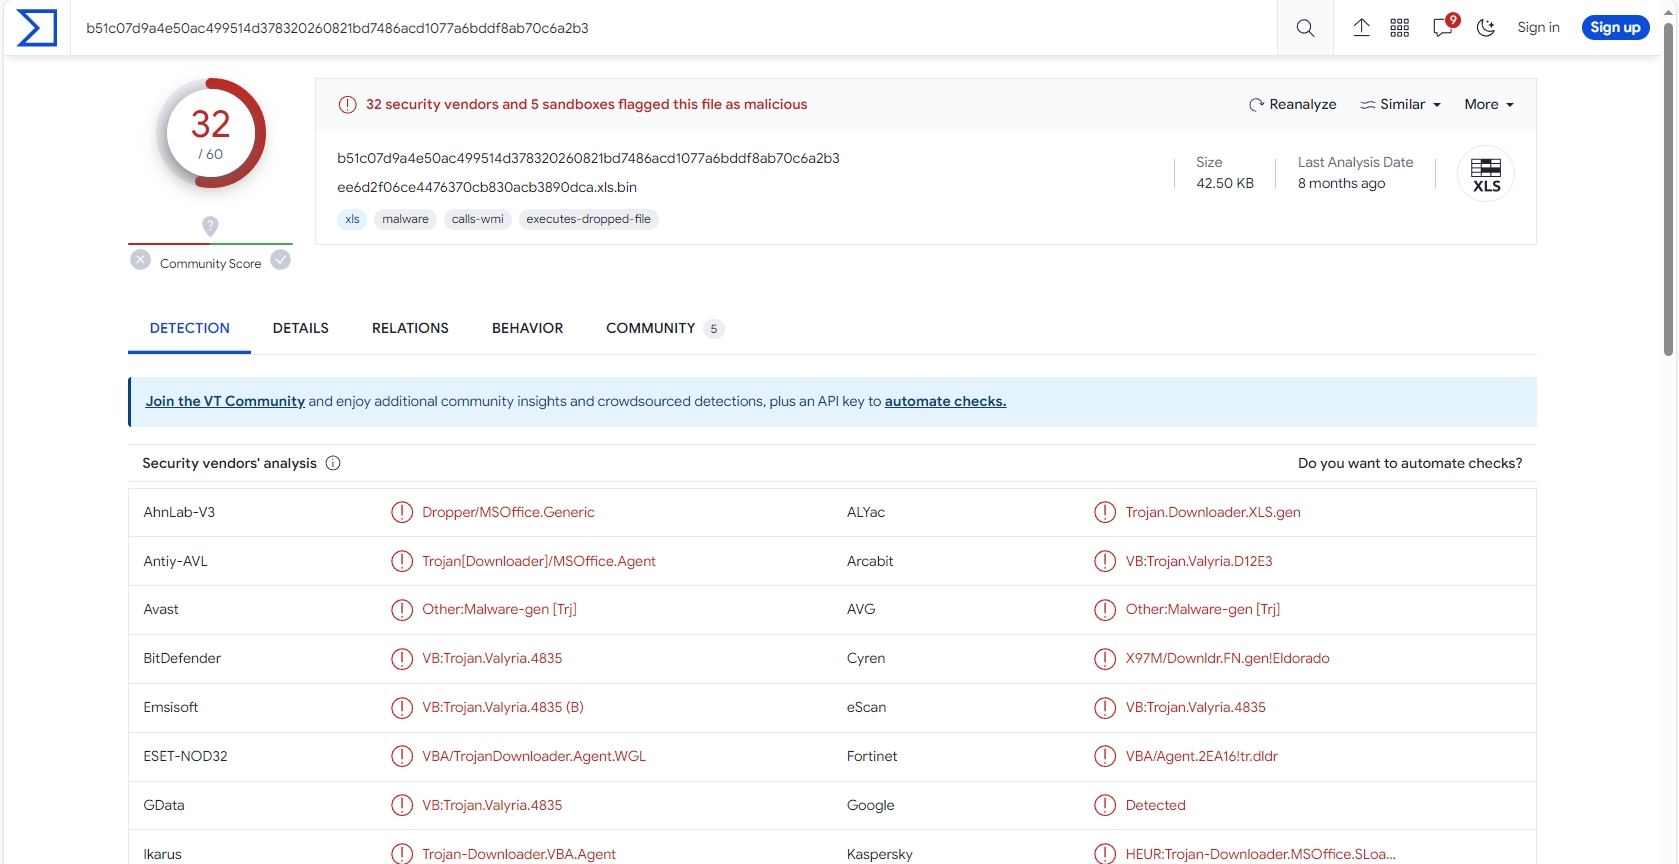 b51c07d9a4e50ac499514d378320260821bd7486acd1077a6bddf8ab70c6a2b3
9
Sign in
Sign up
32
/ 60
Community Score
32 security vendors and 5 sandboxes flagged this file as malicious
Reanalyze
Similar
More
b51c07d9a4e50ac499514d378320260821bd7486acd1077a6bddf8ab70c6a2b3
ee6d2f06ce4476370cb830acb3890dca.xls.bin
xls
malware
calls-wmi
executes-dropped-file
Size
42.50 KB
Last Analysis Date
8 months ago
XLS
DETECTION
DETAILS
RELATIONS
BEHAVIOR
COMMUNITY 5
Join the VT Community and enjoy additional community insights and crowdsourced detections, plus an API key to automate checks.
Security vendors' analysis
Do you want to automate checks?
AhnLab-V3 Dropper/MSOffice.Generic ALYac Trojan.Downloader.XLS.gen
Antiy-AVL Trojan[Downloader]/MSOffice.Agent Arcabit VB:Trojan.Valyria.D12E3
Avast Other:Malware-gen [Trj] AVG Other:Malware-gen [Trj]
BitDefender VB:Trojan.Valyria.4835 Cyren X97M/Downldr.FN.gen!Eldorado
Emsisoft VB:Trojan.Valyria.4835 (B) eScan VB:Trojan.Valyria.4835
ESET-NOD32 VBA/TrojanDownloader.Agent.WGL Fortinet VBA/Agent.2EA16!tr.dldr
GData VB:Trojan.Valyria.4835 Google Detected
Ikarus Trojan-Downloader.VBA.Agent Kaspersky HEUR:Trojan-Downloader.MSOffice.SLoa...